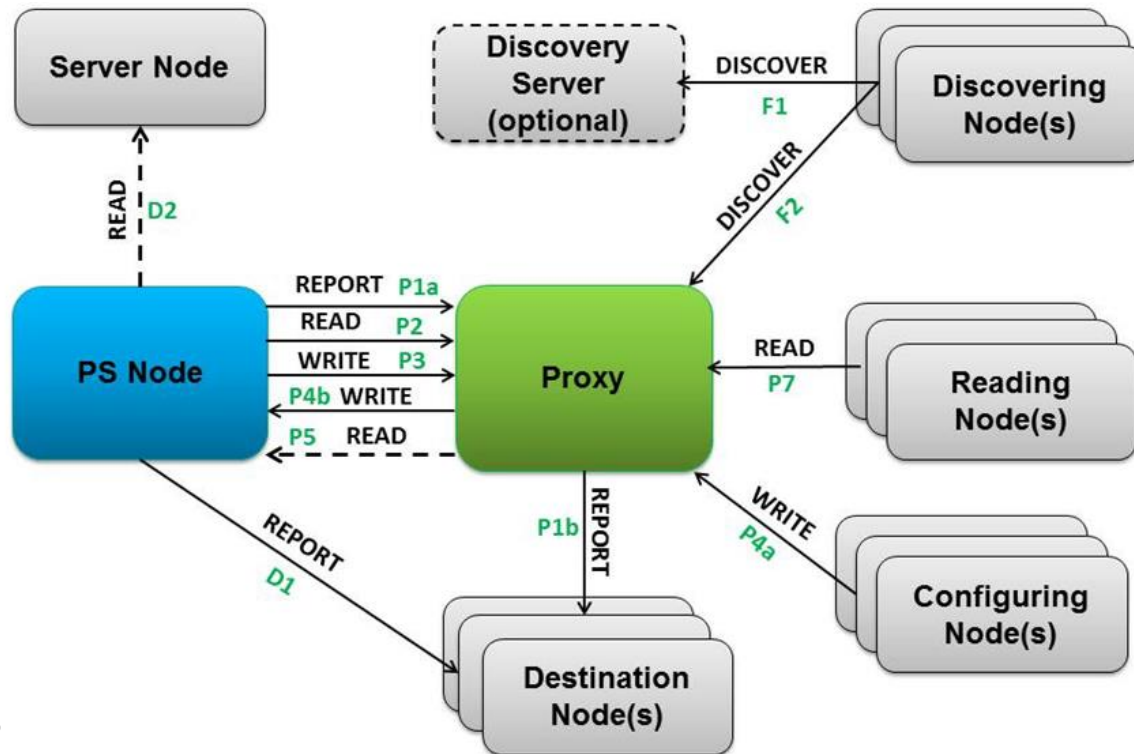 Server Node
Discovery
Server
(optional)
DISCOVER
F1
Discovering
Node(s)
DISCOVER
F2
READ
D2
PS Node
REPORT P1a
READ P2
WRITE P3
P4b WRITE
P5 READ
Proxy
READ
P7
Reading
Node(s)
WRITE
P4a
Configuring
Node(s)
REPORT
D1
P1b
REPORT
Destination
Node(s)